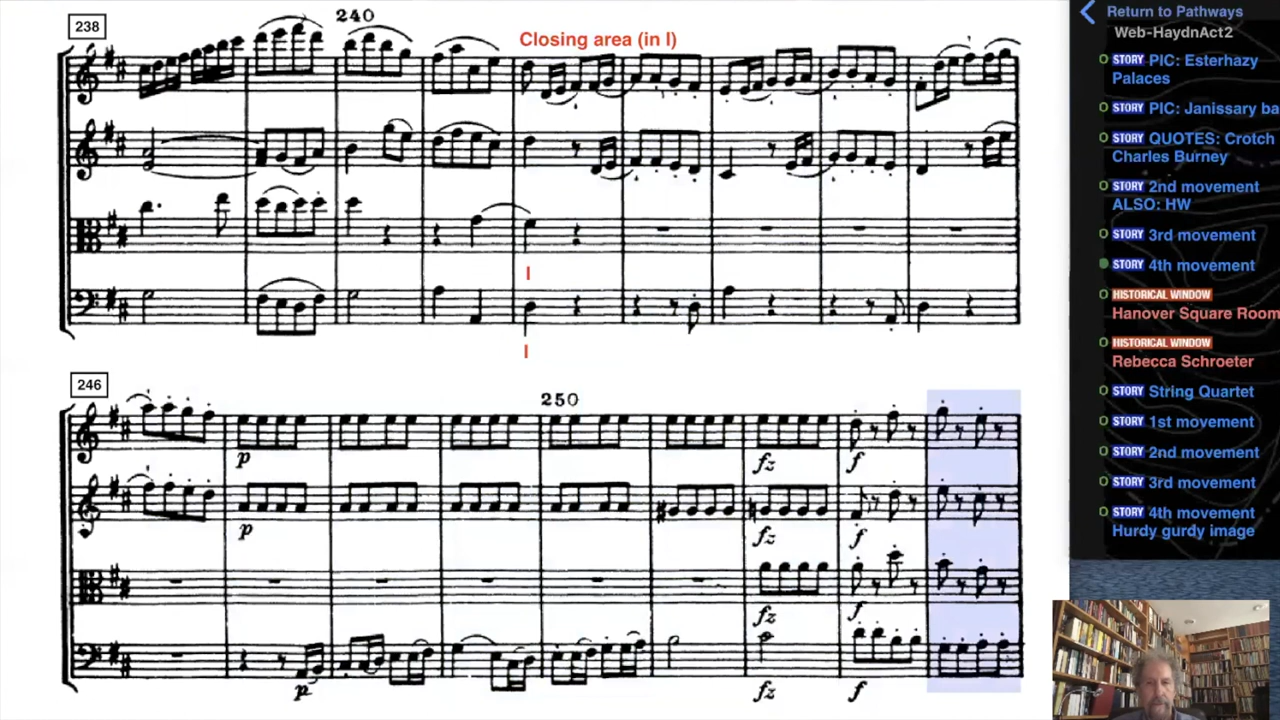 238
240
Closing area (in I)
I
I
246
250
p
fz
f
p
fz
f
fz
f
p
fz
f
Return to Pathways
Web-HaydnAct2
STORY PIC: Esterhazy
Palaces
STORY PIC: Janissary ba
STORY QUOTES: Crotch
Charles Burney
STORY 2nd movement
ALSO: HW
STORY 3rd movement
STORY 4th movement
HISTORICAL WINDOW
Hanover Square Room
HISTORICAL WINDOW
Rebecca Schroeter
STORY String Quartet
STORY 1st movement
STORY 2nd movement
STORY 3rd movement
STORY 4th movement
Hurdy gurdy image